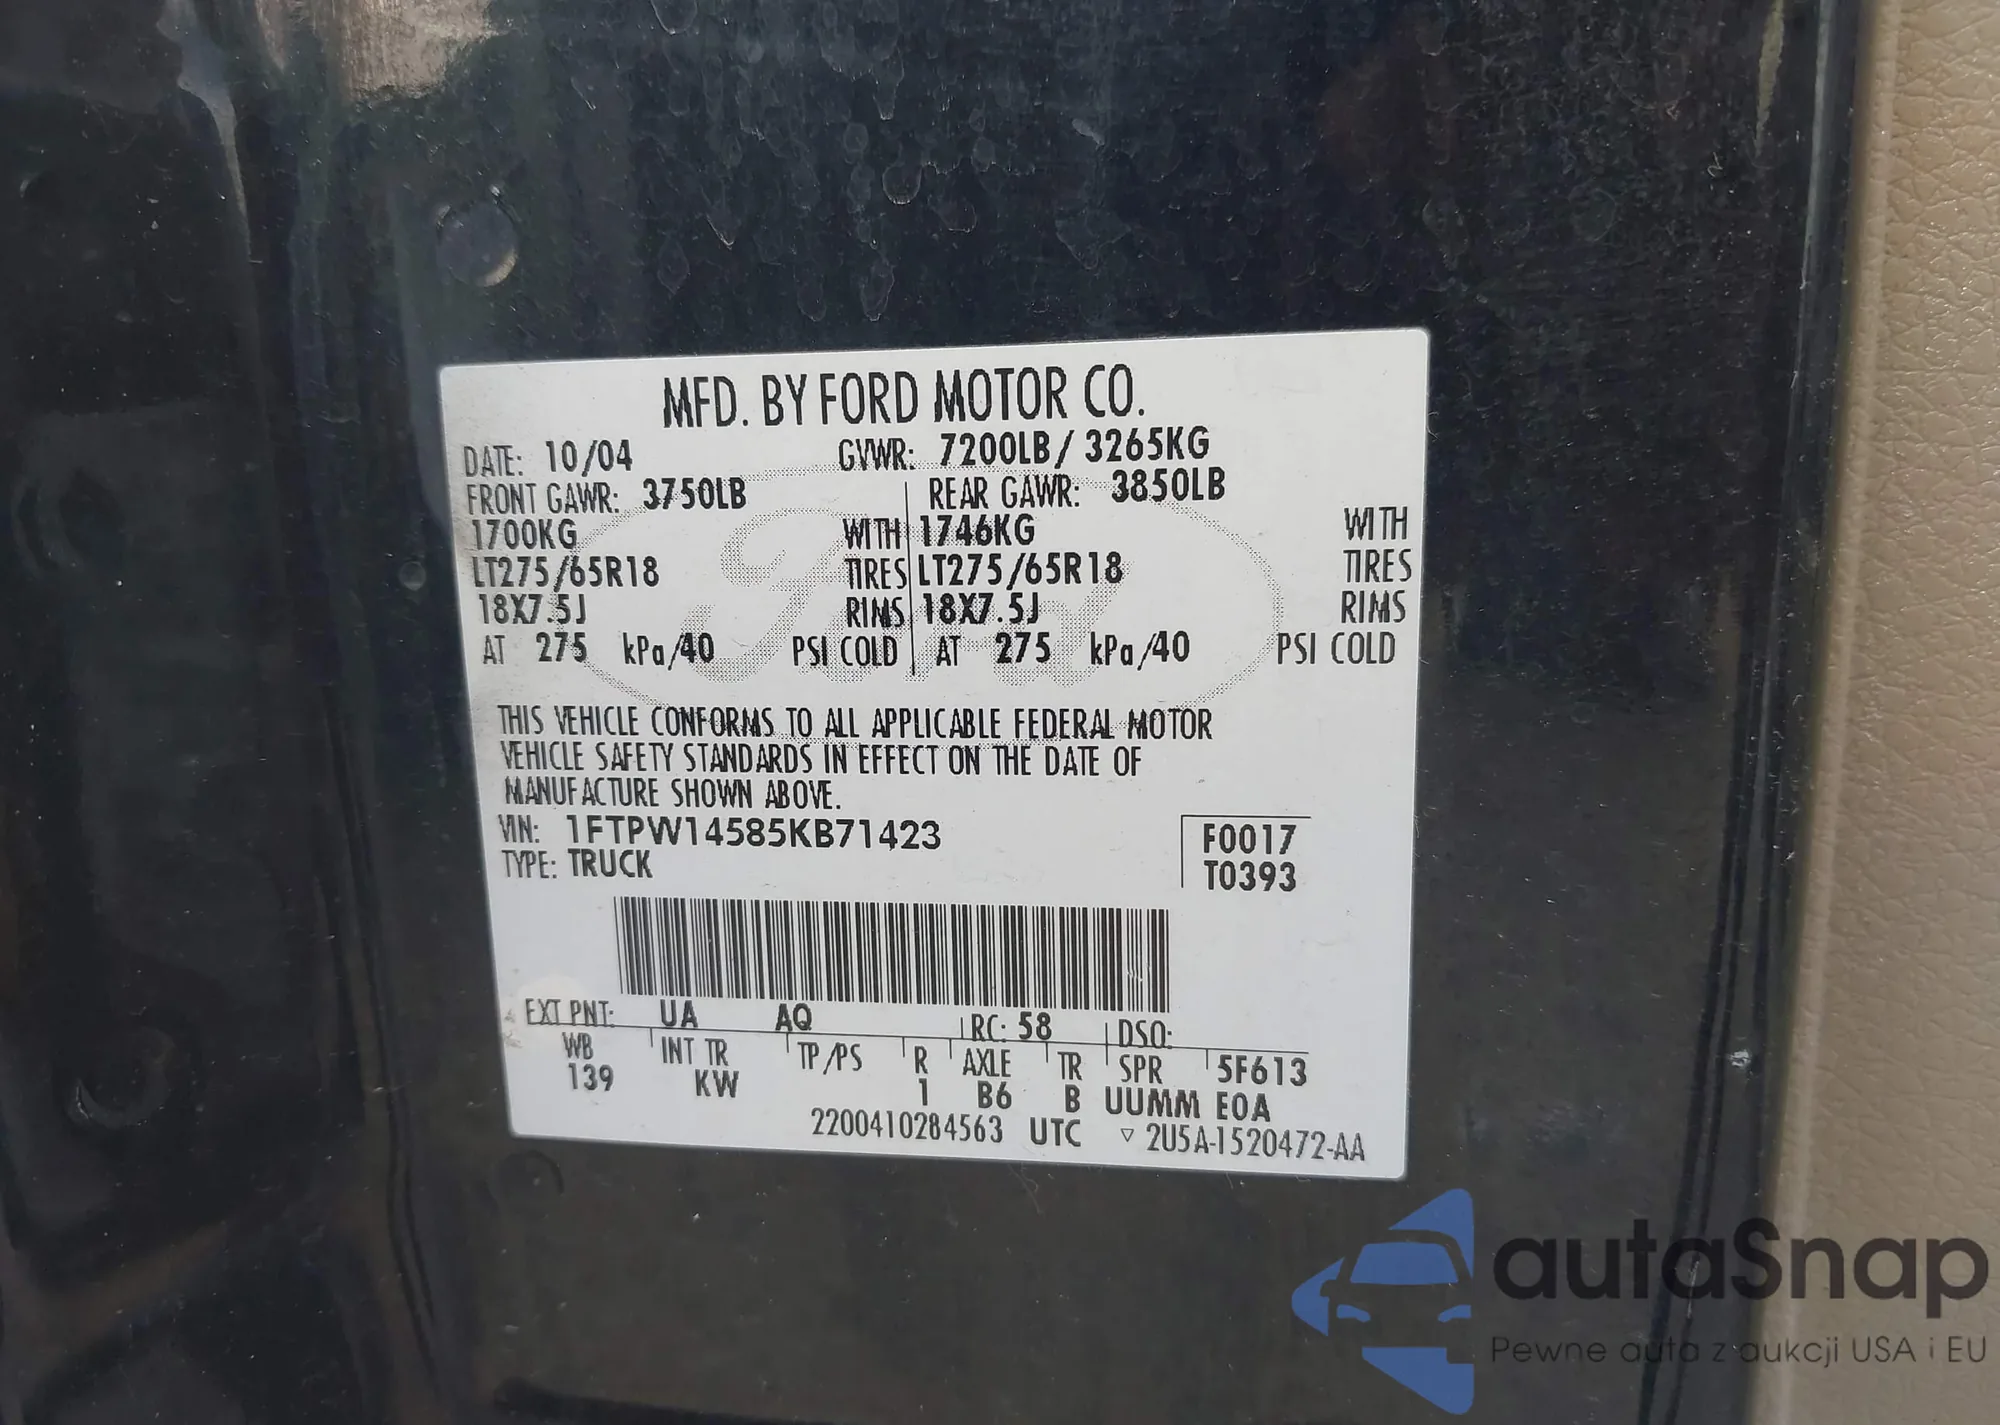 MFD. BY FORD MOTOR CO.
DATE: 10/04 GVWR: 7200LB/ 3265KG
FRONT GAWR: 3750LB REAR GAWR: 3850LB
1700KG WITH 1746KG WITH
LT275/65R18 TIRES LT275/65R18 TIRES
18X7.5J RIMS 18X7.5J RIMS
AT 275 kPa/40 PSI COLD AT 275 kPa/40 PSI COLD
THIS VEHICLE CONFORMS TO ALL APPLICABLE FEDERAL MOTOR
VEHICLE SAFETY STANDARDS IN EFFECT ON THE DATE OF
MANUFACTURE SHOWN ABOVE.
VIN: 1FTPW14585KB71423 F0017
TYPE: TRUCK T0393
EXT PNT: UA AQ RC: 58 DSO:
WB INT TR TP/PS R AXLE TR SPR 5F613
139 KW 1 B6 B UUMM E0A
2200410284563 UTC ▽ 2U5A-1520472-AA
autaSnap
Pewne auta z aukcji USA i EU